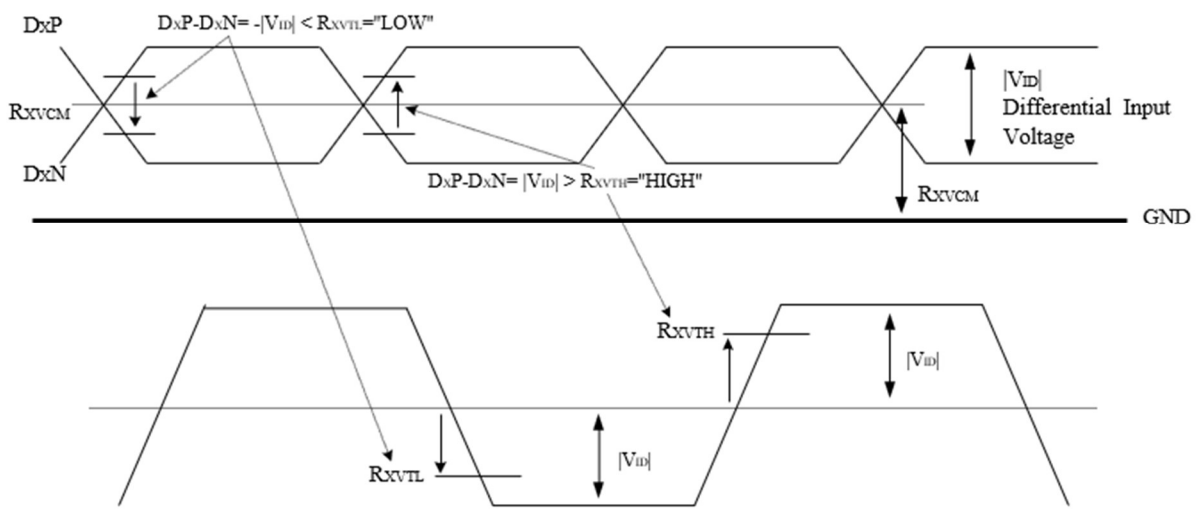 DxP
DxP-DxN= -|VID| < RXVTL="LOW"
RXVCM
DxN
|VID|
Differential Input
Voltage
DxP-DxN= |VID| > RXVTH="HIGH"
RXVCM
GND
RXVTH
|VID|
RXVTL
|VID|